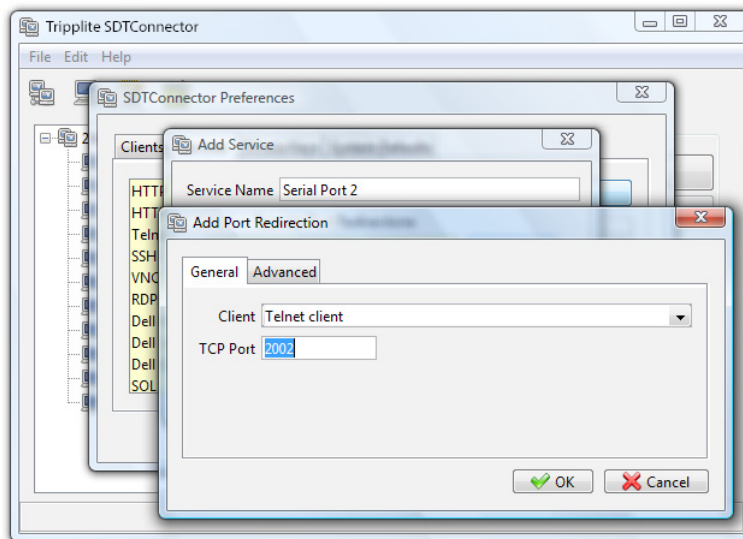 Tripplite SDTConnector
File Edit Help
SDTConnector Preferences
2
Clients
Add Service
HTTP
HTT
Teln
SSH
VNC
RDP
Dell
Dell
Dell
SOL
Service Name Serial Port 2
Add Port Redirection
General Advanced
Client Telnet client
TCP Port 2002
OK Cancel